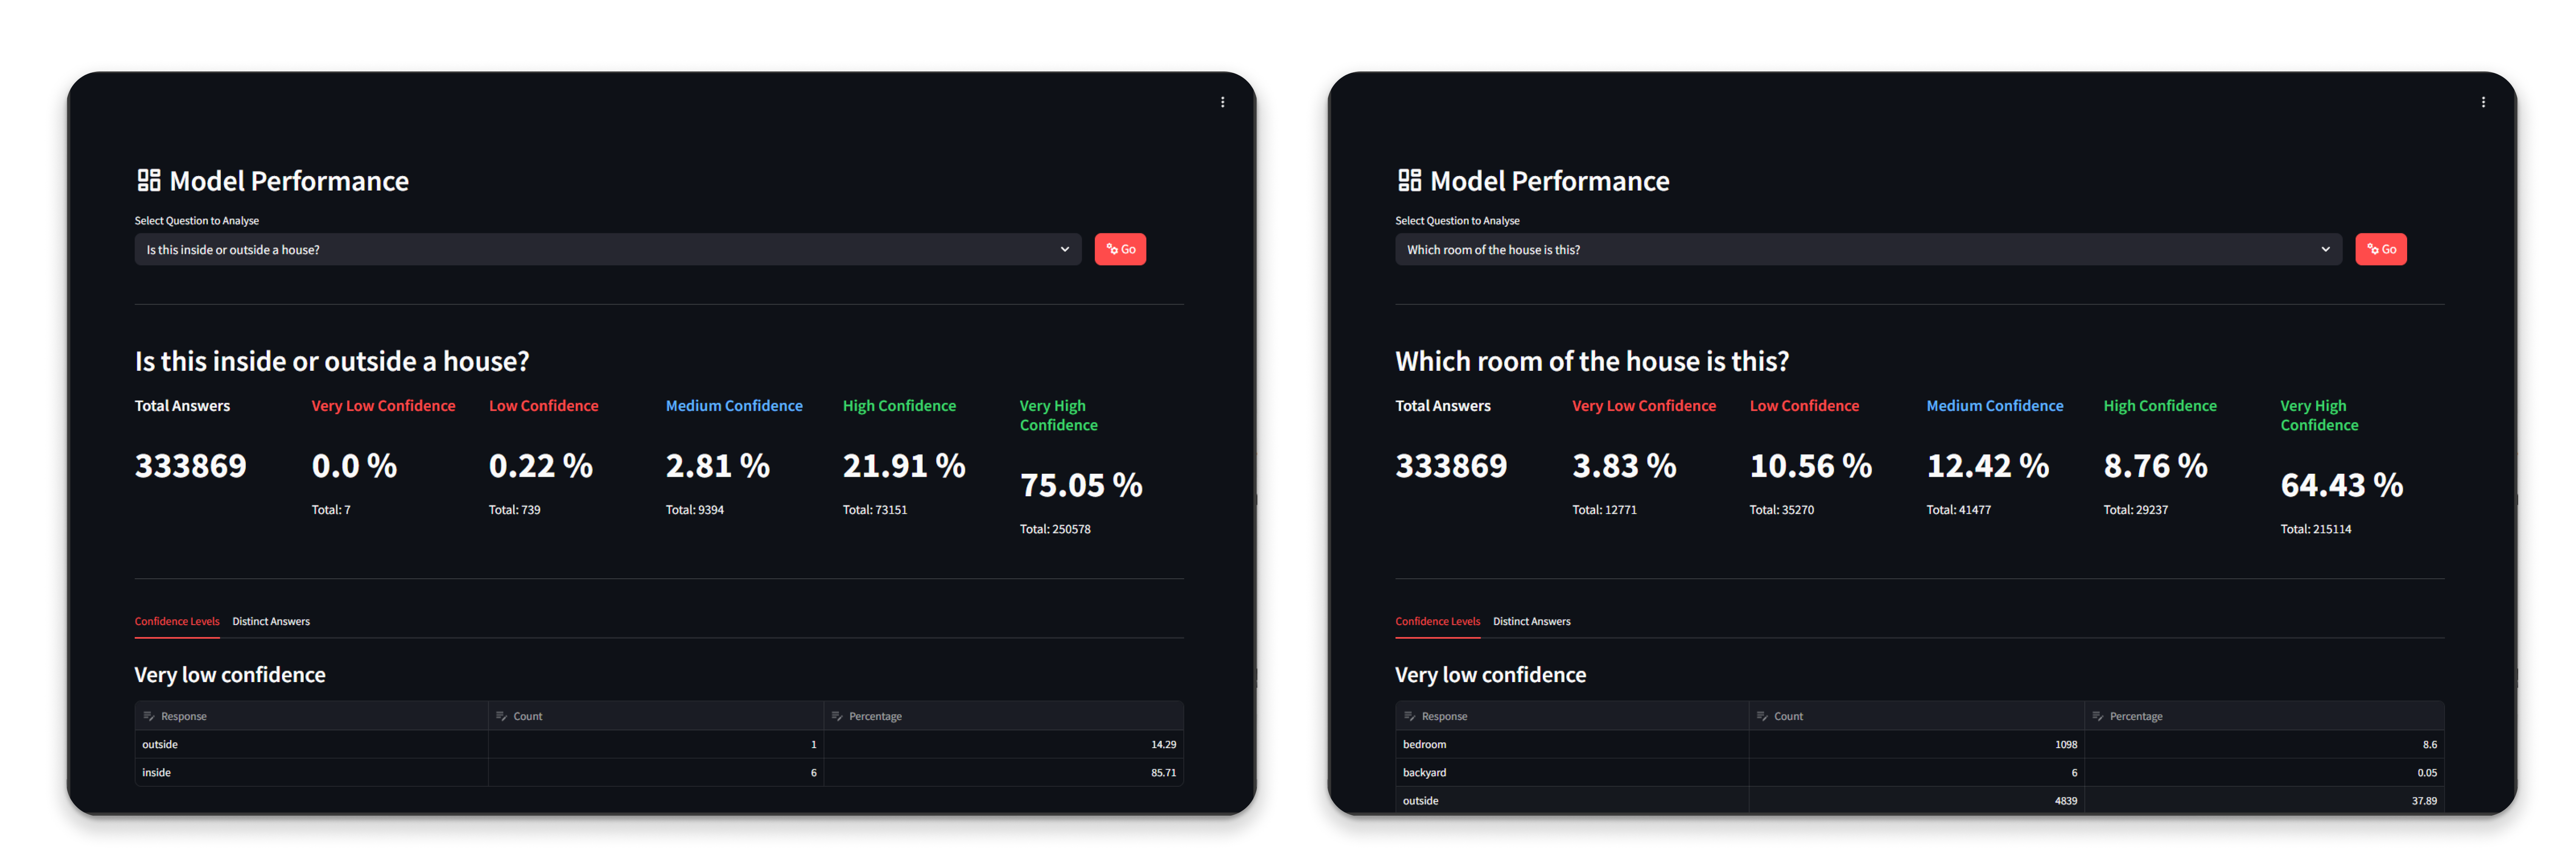 Model Performance
Select Question to Analyse
Is this inside or outside a house?
Go
Is this inside or outside a house?
Total Answers
333869
Very Low Confidence
0.0 %
Total: 7
Low Confidence
0.22 %
Total: 739
Medium Confidence
2.81 %
Total: 9394
High Confidence
21.91 %
Total: 73151
Very High
Confidence
75.05 %
Total: 250578
Confidence Levels Distinct Answers
Very low confidence
Response Count Percentage
outside 1 14.29
inside 6 85.71
Model Performance
Select Question to Analyse
Which room of the house is this?
Go
Which room of the house is this?
Total Answers
333869
Very Low Confidence
3.83 %
Total: 12771
Low Confidence
10.56 %
Total: 35270
Medium Confidence
12.42 %
Total: 41477
High Confidence
8.76 %
Total: 29237
Very High
Confidence
64.43 %
Total: 215114
Confidence Levels Distinct Answers
Very low confidence
Response Count Percentage
bedroom 1098 8.6
backyard 6 0.05
outside 4839 37.89